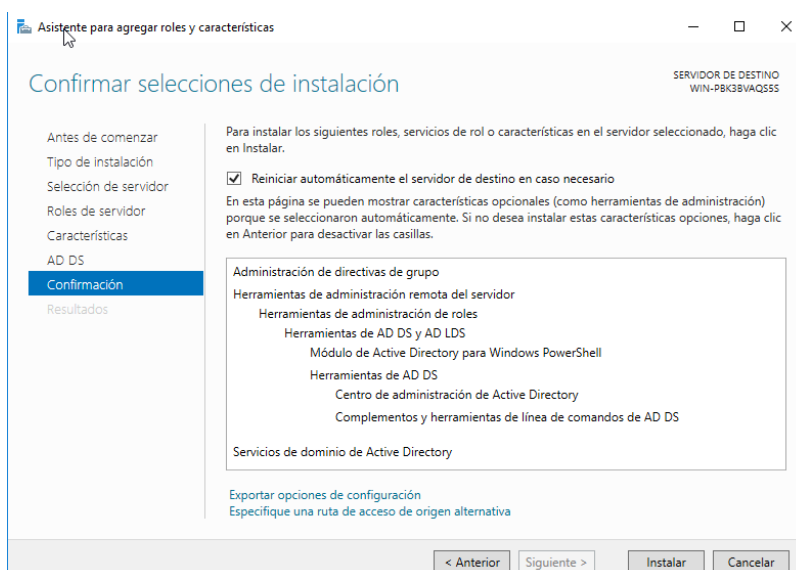 Asistente para agregar roles y características
Confirmar selecciones de instalación
SERVIDOR DE DESTINO
WIN-PBK3BVAQS5S
Antes de comenzar
Tipo de instalación
Selección de servidor
Roles de servidor
Características
AD DS
Confirmación
Resultados
Para instalar los siguientes roles, servicios de rol o características en el servidor seleccionado, haga clic
en Instalar.
Reiniciar automáticamente el servidor de destino en caso necesario
En esta página se pueden mostrar características opcionales (como herramientas de administración)
porque se seleccionaron automáticamente. Si no desea instalar estas características opciones, haga clic
en Anterior para desactivar las casillas.
Administración de directivas de grupo
Herramientas de administración remota del servidor
Herramientas de administración de roles
Herramientas de AD DS y AD LDS
Módulo de Active Directory para Windows PowerShell
Herramientas de AD DS
Centro de administración de Active Directory
Complementos y herramientas de línea de comandos de AD DS
Servicios de dominio de Active Directory
Exportar opciones de configuración
Especifique una ruta de acceso de origen alternativa
< Anterior
Siguiente >
Instalar
Cancelar